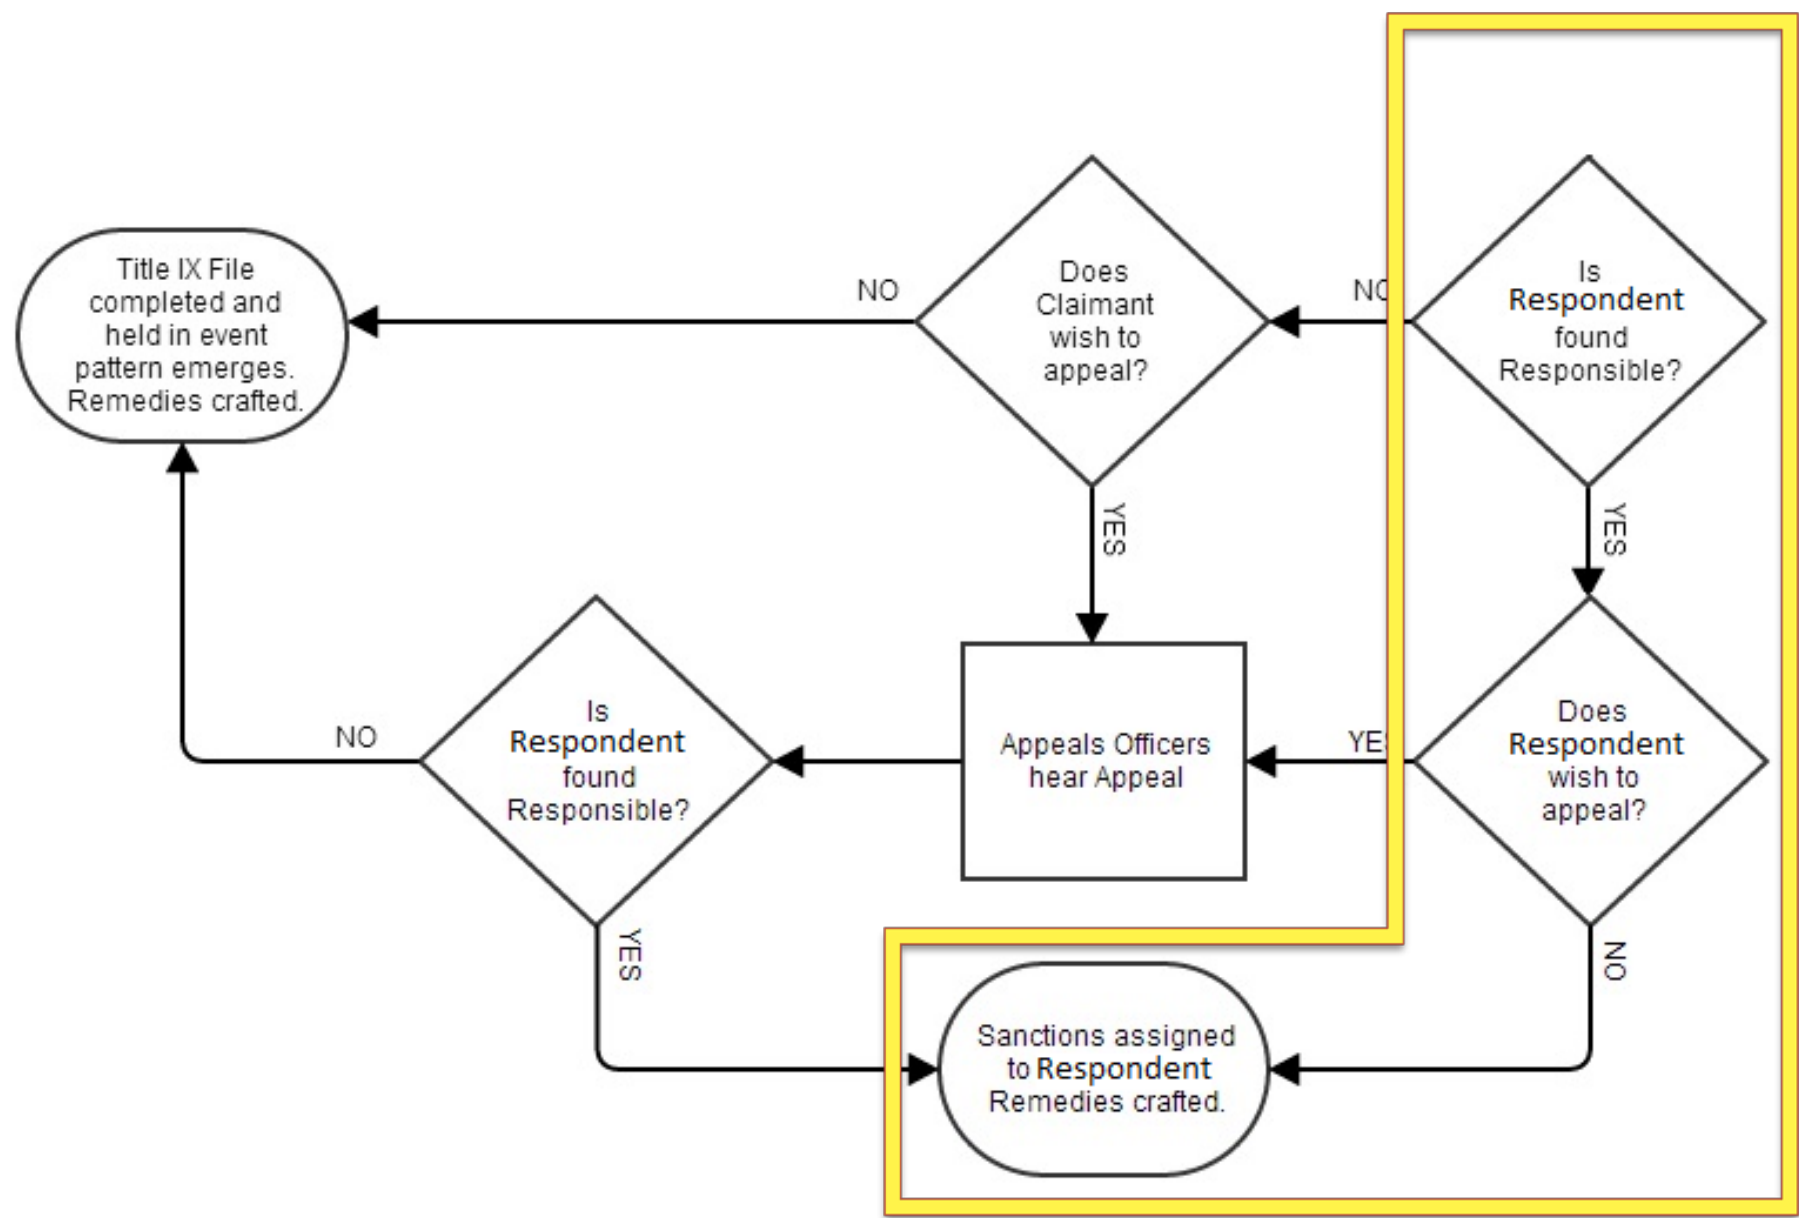 Title IX File
completed and
held in event
pattern emerges.
Remedies crafted.
NO
Does
Claimant
wish to
appeal?
NO
Is
Respondent
found
Responsible?
YES
YES
NO
Is
Respondent
found
Responsible?
Appeals Officers
hear Appeal
YES
Does
Respondent
wish to
appeal?
YES
NO
Sanctions assigned
to Respondent
Remedies crafted.